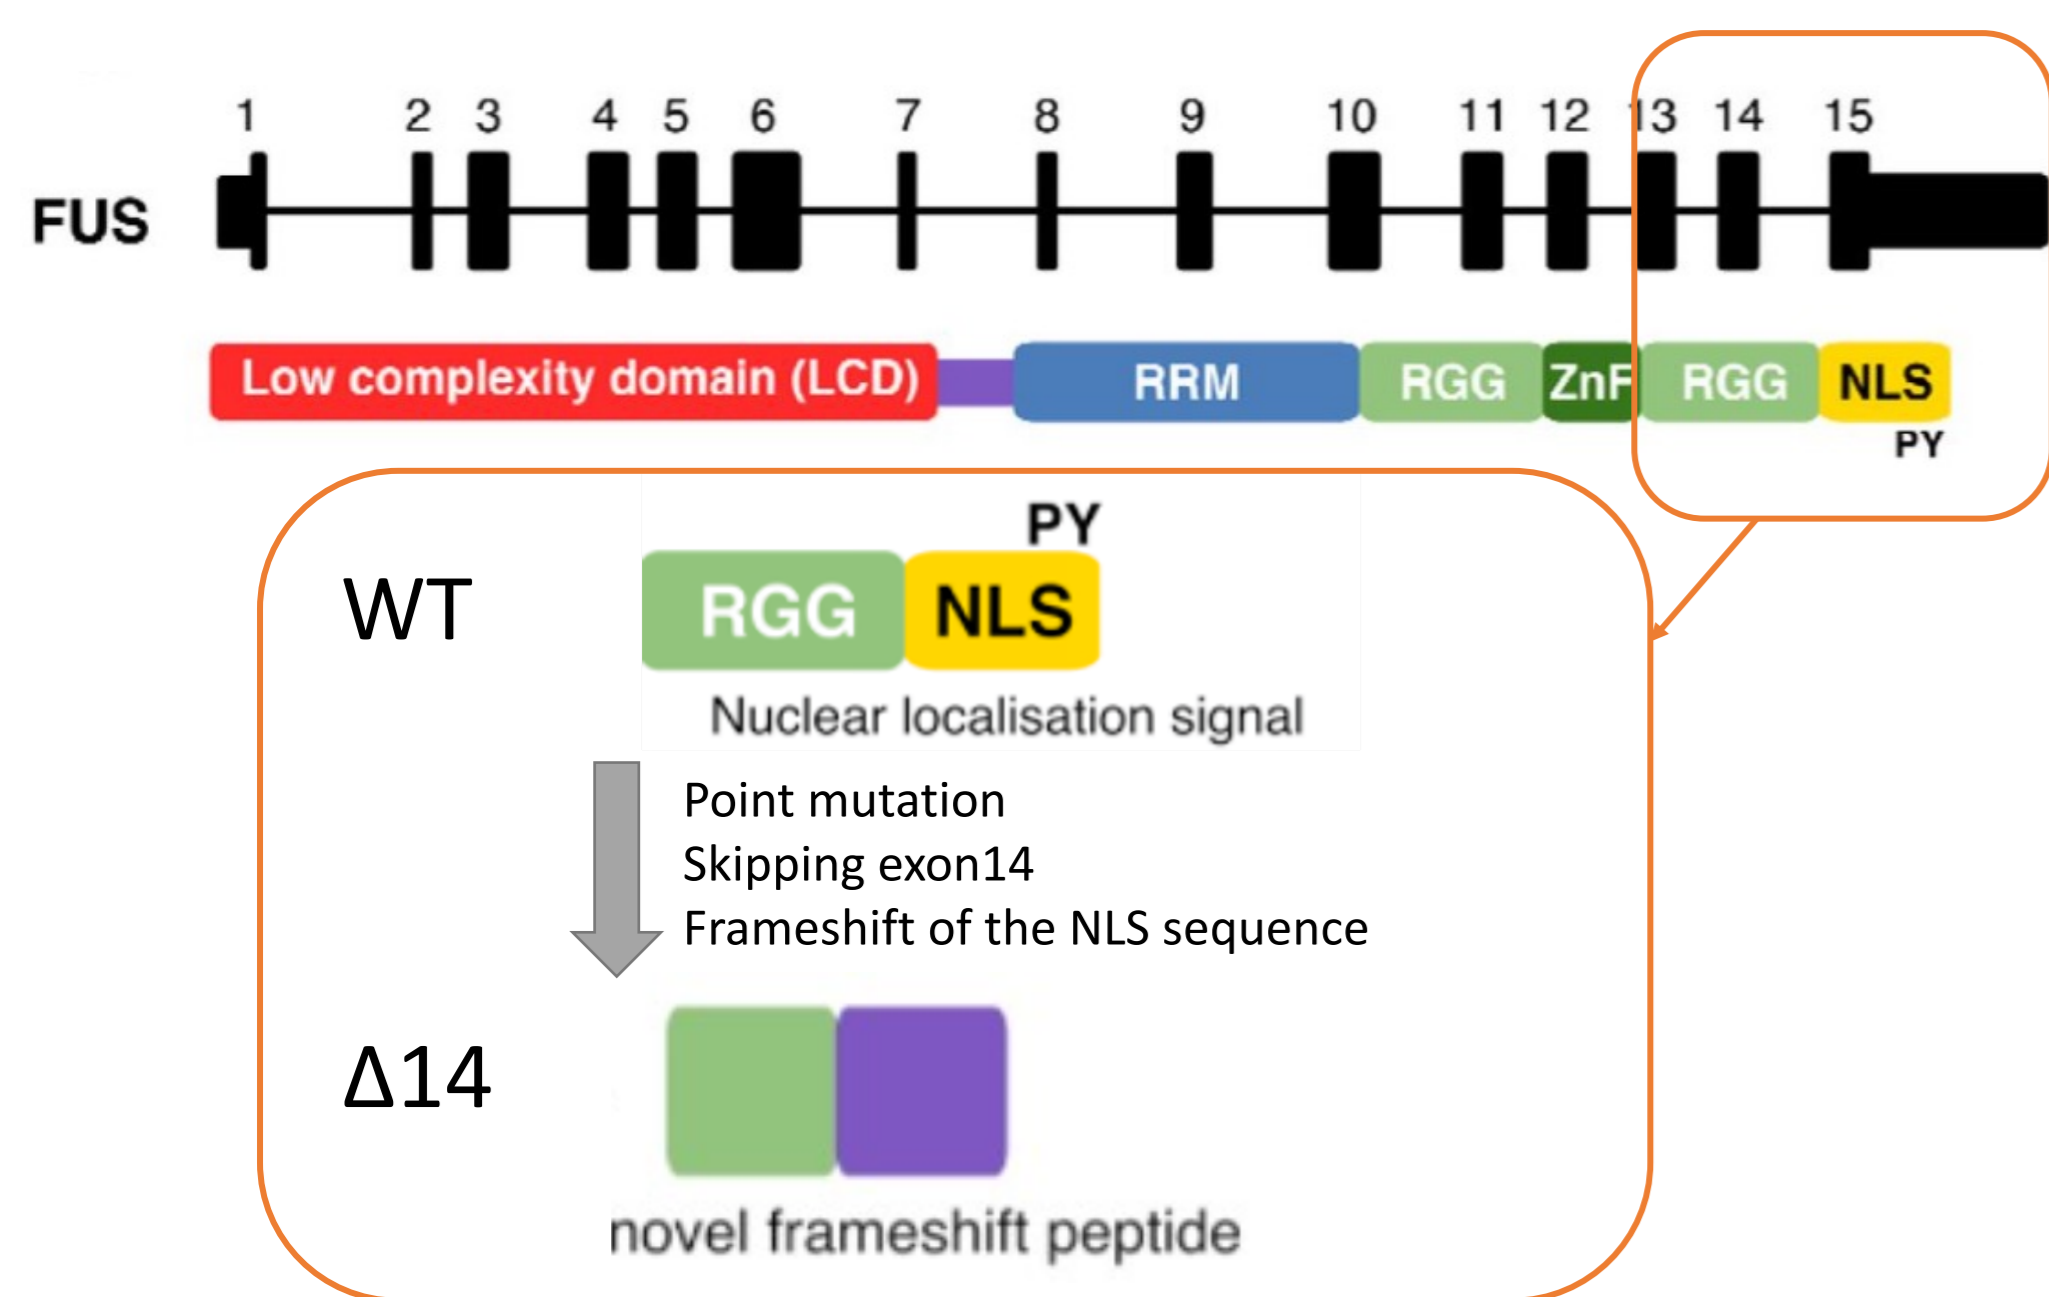 1 2 3 4 5 6 7 8 9 10 11 12 13 14 15
FUS
Low complexity domain (LCD) RRM RGG ZnF RGG NLS
PY
PY
WT RGG NLS
Nuclear localisation signal
Point mutation
Skipping exon14
Frameshift of the NLS sequence
Δ14
novel frameshift peptide